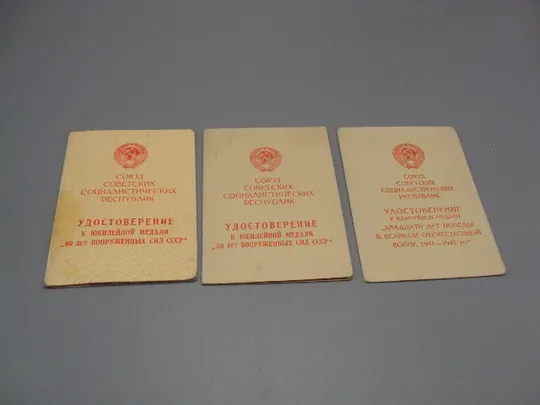 СОЮЗ
СОВЕТСКИХ
СОЦИАЛИСТИЧЕСКИХ
РЕСПУБЛИК
УДОСТОВЕРЕНИЕ
К ЮБИЛЕЙНОЙ МЕДАЛИ
„60 ЛЕТ ВООРУЖЕННЫХ СИЛ СССР“
СОЮЗ
СОВЕТСКИХ
СОЦИАЛИСТИЧЕСКИХ
РЕСПУБЛИК
УДОСТОВЕРЕНИЕ
К ЮБИЛЕЙНОЙ МЕДАЛИ
ЛЕТ ВООРУЖЕННЫХ СИЛ СССР“
СОЮЗ
СОВЕТСКИХ
СОЦИАЛИСТИЧЕСКИХ
РЕСПУБЛИК
УДОСТОВЕРЕНИЕ
К ЮБИЛЕЙНОЙ МЕДАЛИ
„ДВАДЦАТЬ ЛЕТ ПОБЕДЫ
В ВЕЛИКОЙ ОТЕЧЕСТВЕННОЙ
ВОЙНЕ 1941–1945 гг.“